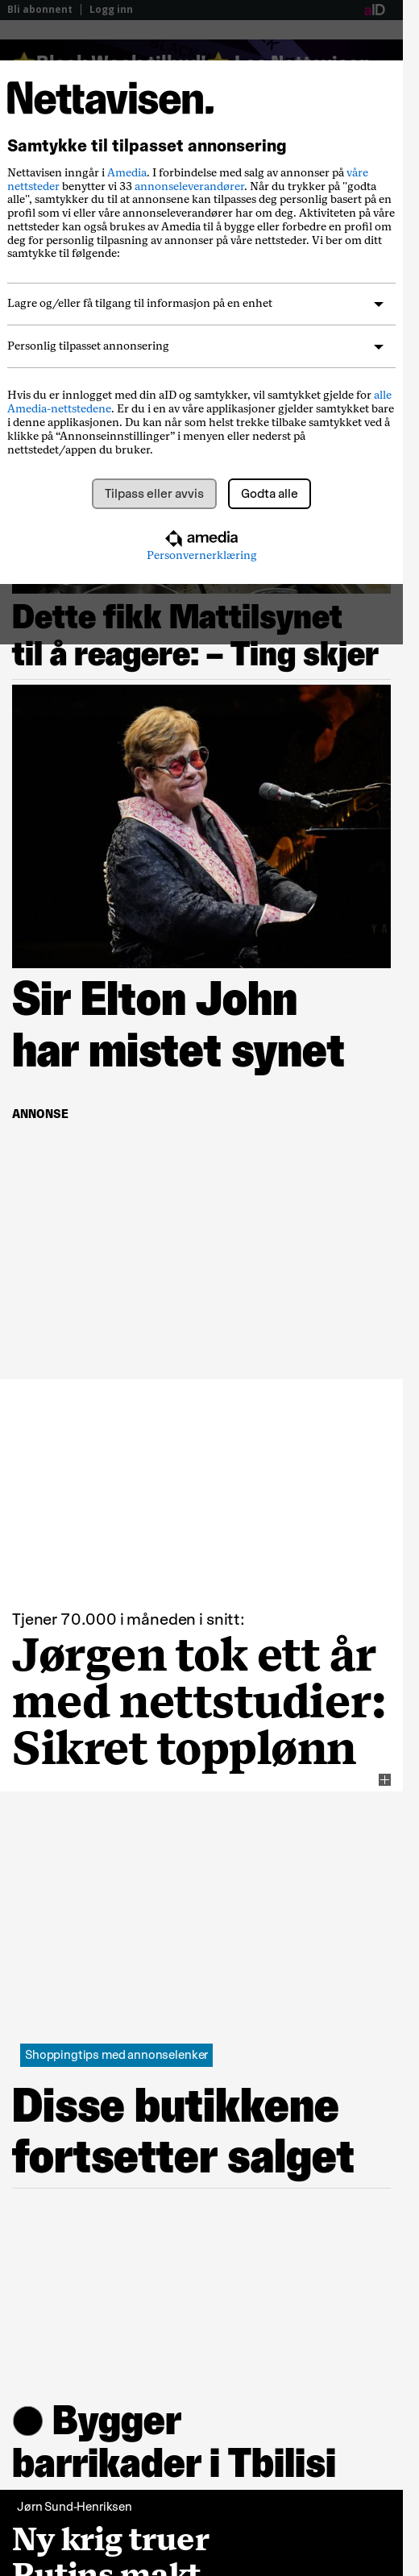 Bli abonnent | Logg inn
aID
Nettavisen.
Samtykke til tilpasset annonsering
Nettavisen inngår i Amedia. I forbindelse med salg av annonser på våre
nettsteder benytter vi 33 annonseleverandører. Når du trykker på "godta
alle", samtykker du til at annonsene kan tilpasses deg personlig basert på en
profil som vi eller våre annonseleverandører har om deg. Aktiviteten på våre
nettsteder kan også brukes av Amedia til å bygge eller forbedre en profil om
deg for personlig tilpasning av annonser på våre nettsteder. Vi ber om ditt
samtykke til følgende:
Lagre og/eller få tilgang til informasjon på en enhet
Personlig tilpasset annonsering
Hvis du er innlogget med din aID og samtykker, vil samtykket gjelde for alle
Amedia-nettstedene. Er du i en av våre applikasjoner gjelder samtykket bare
i denne applikasjonen. Du kan når som helst trekke tilbake samtykket ved å
klikke på “Annonseinnstillinger” i menyen eller nederst på
nettstedet/appen du bruker.
Tilpass eller avvis
Godta alle
amedia
Personvernerklæring
Dette fikk Mattilsynet
til å reagere: – Ting skjer
Sir Elton John
har mistet synet
ANNONSE
Tjener 70.000 i måneden i snitt:
Jørgen tok ett år
med nettstudier:
Sikret topplønn
Shoppingtips med annonselenker
Disse butikkene
fortsetter salget
● Bygger
barrikader i Tbilisi
Jørn Sund-Henriksen
Ny krig truer
Putins makt